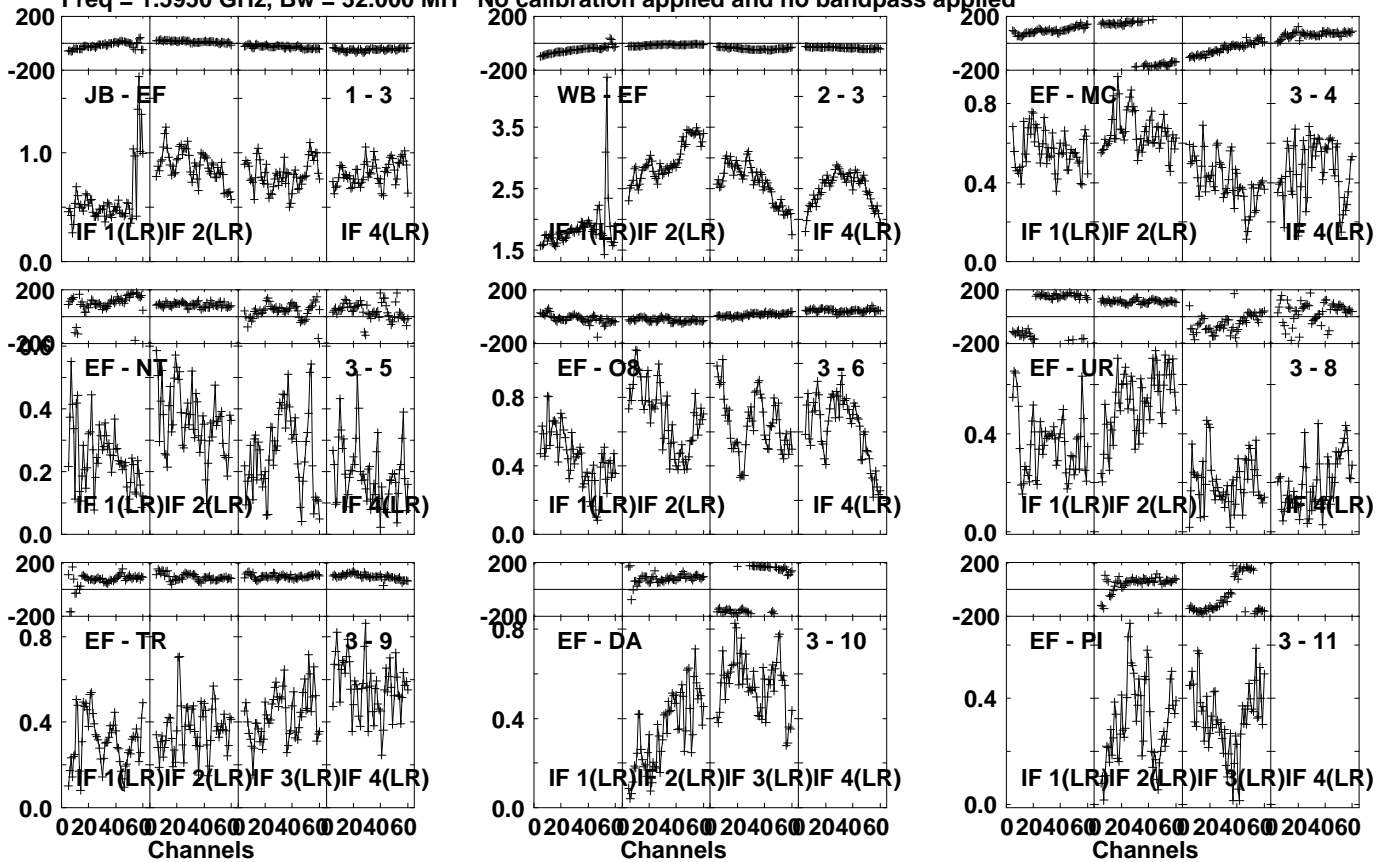 Freq = 1.5950 GHz, Bw = 32.000 MH No calibration applied and no bandpass applied
200
-200
JB - EF 1 - 3
1.0
0.0
IF 1(LR) IF 2(LR) IF 4(LR)
WB - EF 2 - 3
3.5
2.5
1.5
IF 1(LR) IF 2(LR) IF 4(LR)
200
-200
EF - MC 3 - 4
0.8
0.4
0.0
IF 1(LR) IF 2(LR) IF 4(LR)
200
-200
0.6
EF - NT 3 - 5
0.4
0.2
0.0
IF 1(LR) IF 2(LR) IF 4(LR)
EF - O8 3 - 6
0.8
0.4
0.0
IF 1(LR) IF 2(LR) IF 4(LR)
200
-200
EF - UR 3 - 8
0.4
0.0
IF 1(LR) IF 2(LR) IF 4(LR)
200
-200
0.8
EF - TR 3 - 9
0.4
0.0
IF 1(LR) IF 2(LR) IF 3(LR) IF 4(LR)
0 20 40 60 0 20 40 60 0 20 40 60 0 20 40 60
Channels
0.8
EF - DA 3 - 10
0.4
0.0
IF 1(LR) IF 2(LR) IF 3(LR) IF 4(LR)
0 20 40 60 0 20 40 60 0 20 40 60 0 20 40 60
Channels
200
-200
EF - PI 3 - 11
0.4
0.0
IF 1(LR) IF 2(LR) IF 3(LR) IF 4(LR)
0 20 40 60 0 20 40 60 0 20 40 60 0 20 40 60
Channels